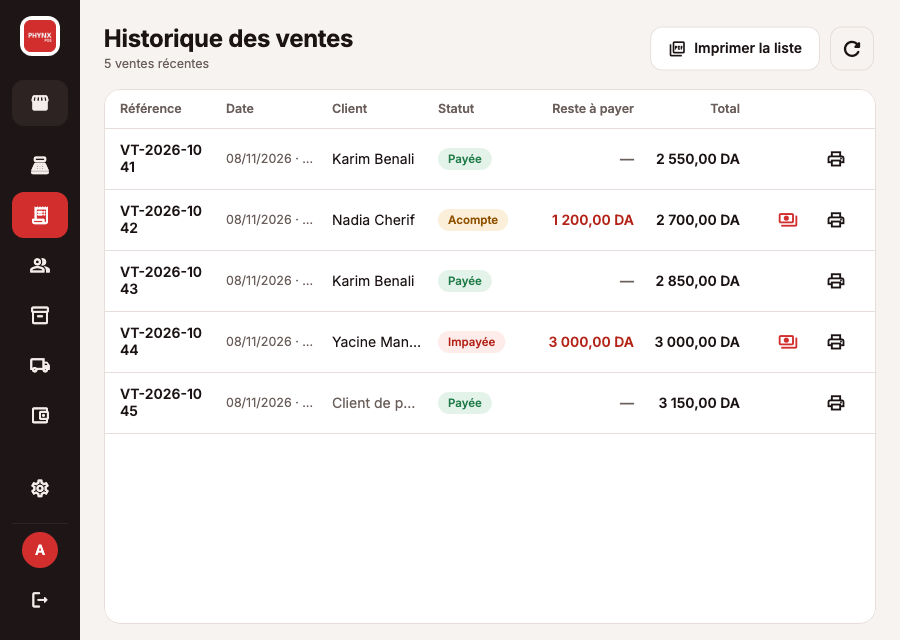 PHYNX
POS
Historique des ventes
5 ventes récentes
Imprimer la liste
Référence Date Client Statut Reste à payer Total
VT-2026-10
41
08/11/2026 · ... Karim Benali Payée — 2 550,00 DA
VT-2026-10
42
08/11/2026 · ... Nadia Cherif Acompte 1 200,00 DA 2 700,00 DA
VT-2026-10
43
08/11/2026 · ... Karim Benali Payée — 2 850,00 DA
VT-2026-10
44
08/11/2026 · ... Yacine Man... Impayée 3 000,00 DA 3 000,00 DA
VT-2026-10
45
08/11/2026 · ... Client de p... Payée — 3 150,00 DA
A